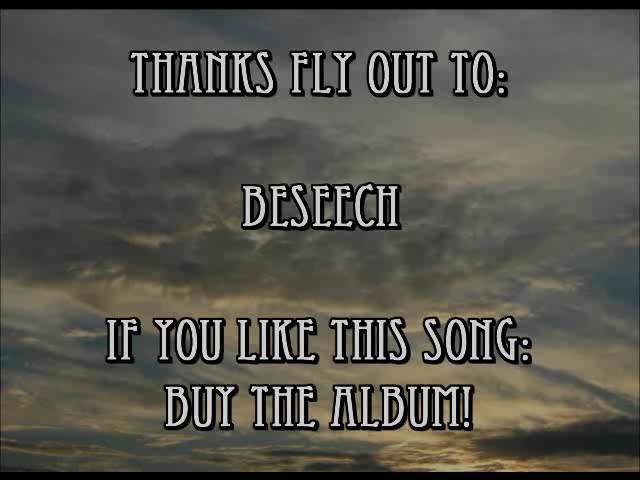 THANKS FLY OUT TO:
BESEECH
IF YOU LIKE THIS SONG:
BUY THE ALBUM!